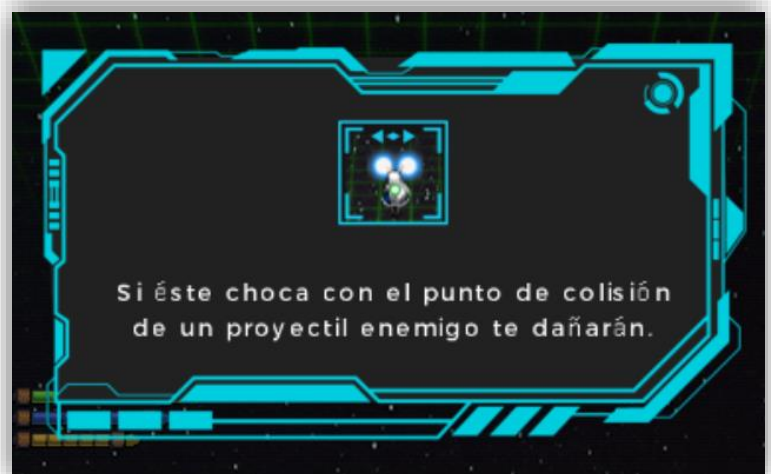 Si éste choca con el punto de colisión
de un proyectil enemigo te dañarán.